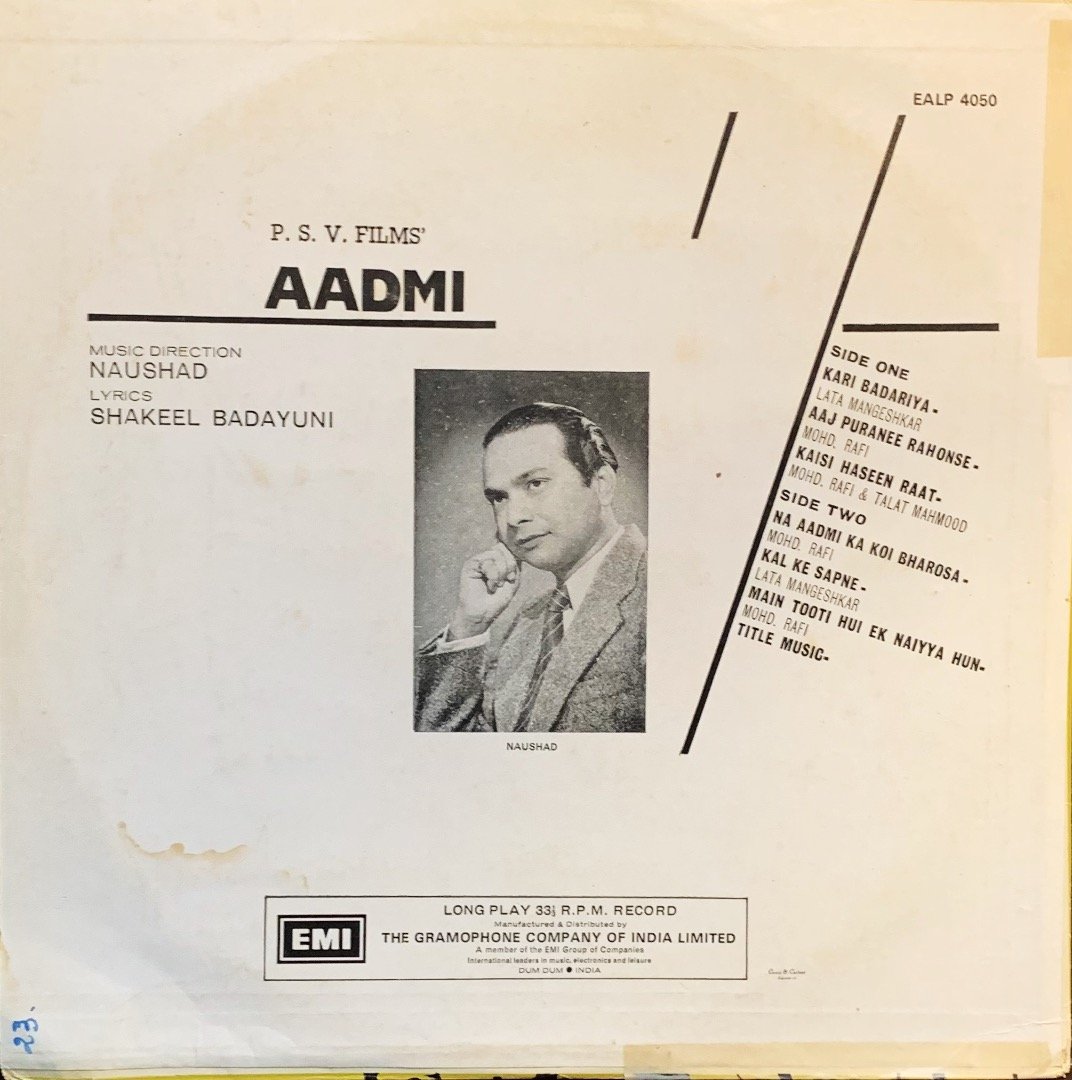 EALP 4050
P. S. V. FILMS'
AADMI
MUSIC DIRECTION
NAUSHAD
LYRICS
SHAKEEL BADAYUNI
NAUSHAD
SIDE ONE
KARI BADARIYA-
LATA MANGESHKAR
AAJ PURANEE RAHONSE-
MOHD. RAFI
KAISI HASEEN RAAT-
MOHD. RAFI & TALAT MAHMOOD
SIDE TWO
NA AADMI KA KOI BHAROSA-
MOHD. RAFI
KAL KE SAPNE-
LATA MANGESHKAR
MAIN TOOTI HUI EK NAIYYA HUN-
MOHD. RAFI
TITLE MUSIC-
EMI
LONG PLAY 33⅓ R.P.M. RECORD
Manufactured & Distributed by
THE GRAMOPHONE COMPANY OF INDIA LIMITED
A member of the EMI Group of Companies
International leaders in music, electronics and leisure
DUM DUM ● INDIA
23.